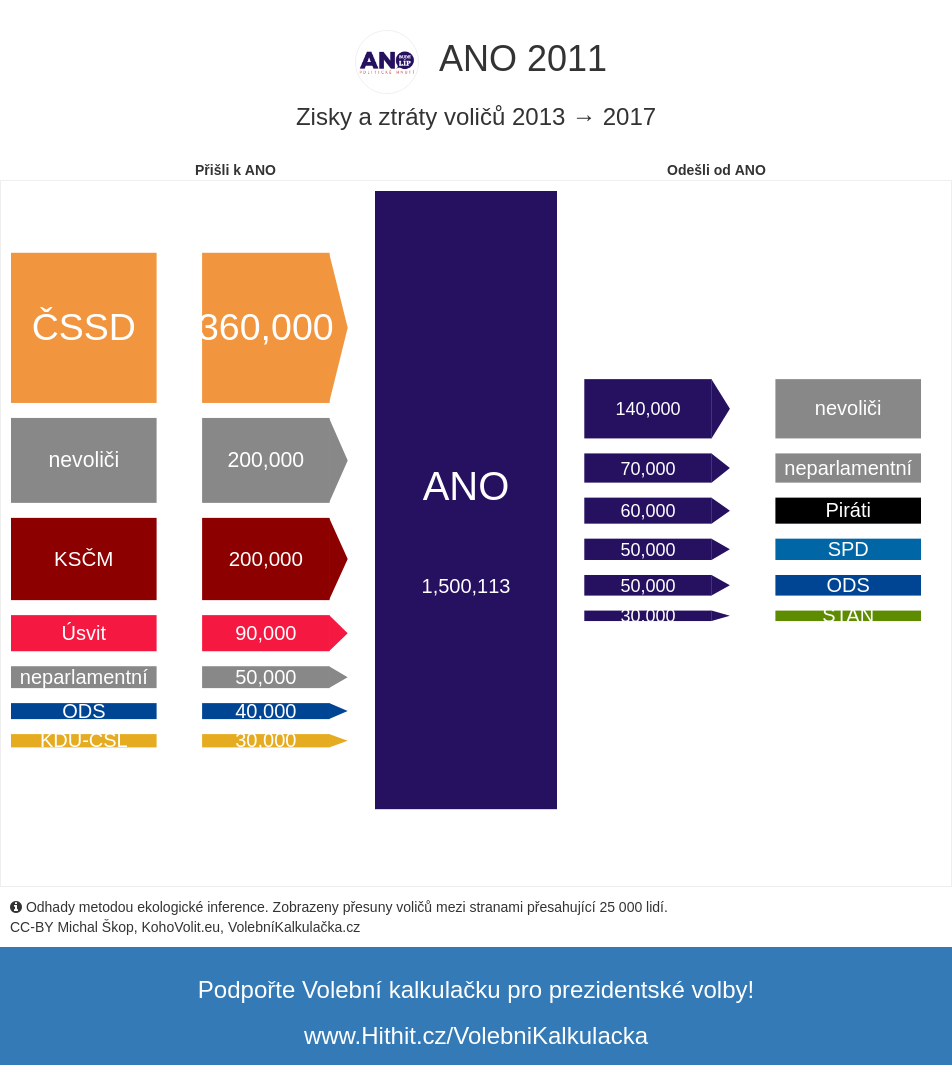 ANO 2011
Zisky a ztráty voličů 2013 → 2017
Přišli k ANO
Odešli od ANO
ČSSD 360,000
nevoliči 200,000
KSČM 200,000
Úsvit 90,000
neparlamentní 50,000
ODS 40,000
KDU-ČSL 30,000
ANO
1,500,113
140,000 nevoliči
70,000 neparlamentní
60,000 Piráti
50,000 SPD
50,000 ODS
30,000 STAN
Odhady metodou ekologické inference. Zobrazeny přesuny voličů mezi stranami přesahující 25 000 lidí.
CC-BY Michal Škop, KohoVolit.eu, VolebníKalkulačka.cz
Podpořte Volební kalkulačku pro prezidentské volby!
www.Hithit.cz/VolebniKalkulacka